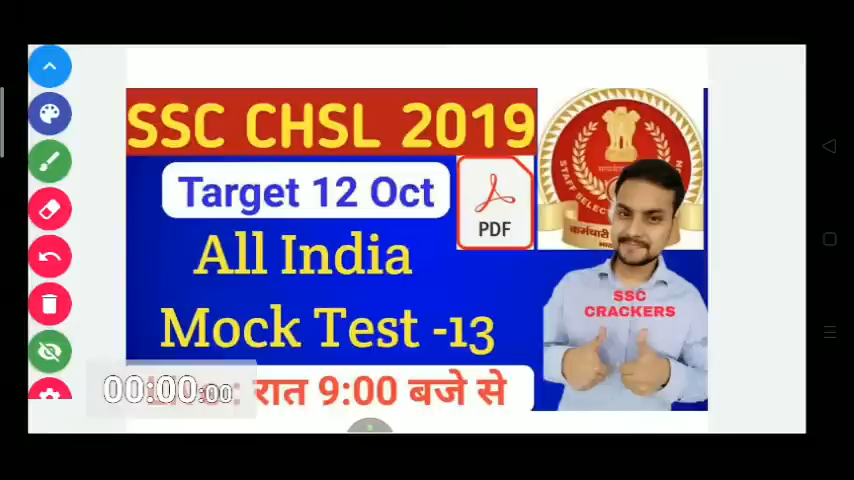 SSC CHSL 2019
Target 12 Oct
PDF
All India
Mock Test -13
SSC
CRACKERS
00:00:00
रात 9:00 बजे से